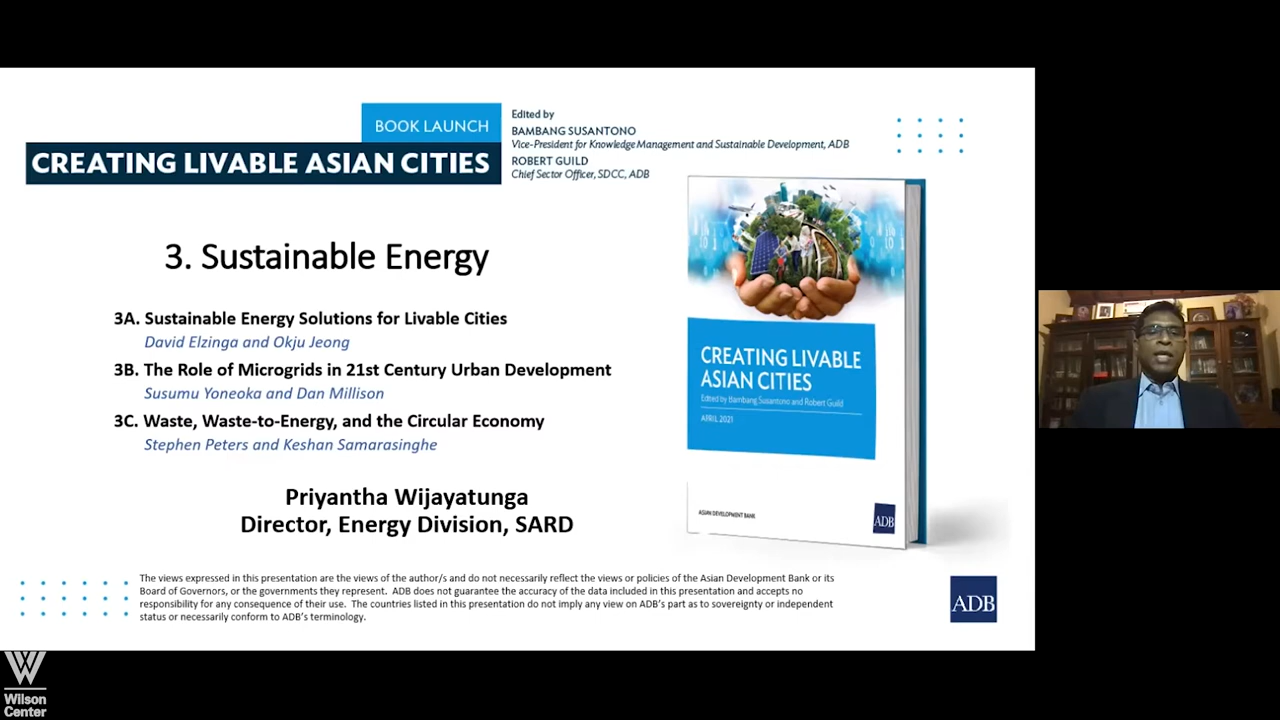 BOOK LAUNCH
CREATING LIVABLE ASIAN CITIES
Edited by
BAMBANG SUSANTONO
Vice-President for Knowledge Management and Sustainable Development, ADB
ROBERT GUILD
Chief Sector Officer, SDCC, ADB
3. Sustainable Energy
3A. Sustainable Energy Solutions for Livable Cities
David Elzinga and Okju Jeong
3B. The Role of Microgrids in 21st Century Urban Development
Susumu Yoneoka and Dan Millison
3C. Waste, Waste-to-Energy, and the Circular Economy
Stephen Peters and Keshan Samarasinghe
Priyantha Wijayatunga
Director, Energy Division, SARD
CREATING LIVABLE
ASIAN CITIES
Edited by Bambang Susantono and Robert Guild
APRIL 2021
ASIAN DEVELOPMENT BANK
ADB
The views expressed in this presentation are the views of the author/s and do not necessarily reflect the views or policies of the Asian Development Bank or its
Board of Governors, or the governments they represent. ADB does not guarantee the accuracy of the data included in this presentation and accepts no
responsibility for any consequence of their use. The countries listed in this presentation do not imply any view on ADB's part as to sovereignty or independent
status or necessarily conform to ADB's terminology.
ADB
Wilson
Center